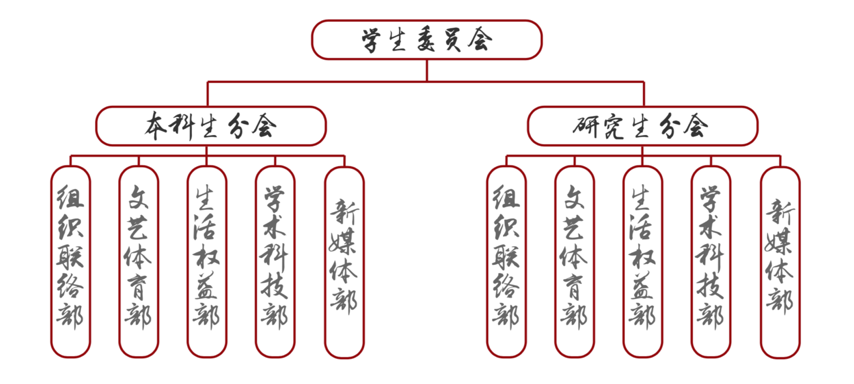 学生委员会
本科生分会
研究生分会
组织联络部
文艺体育部
生活权益部
学术科技部
新媒体部
组织联络部
文艺体育部
生活权益部
学术科技部
新媒体部